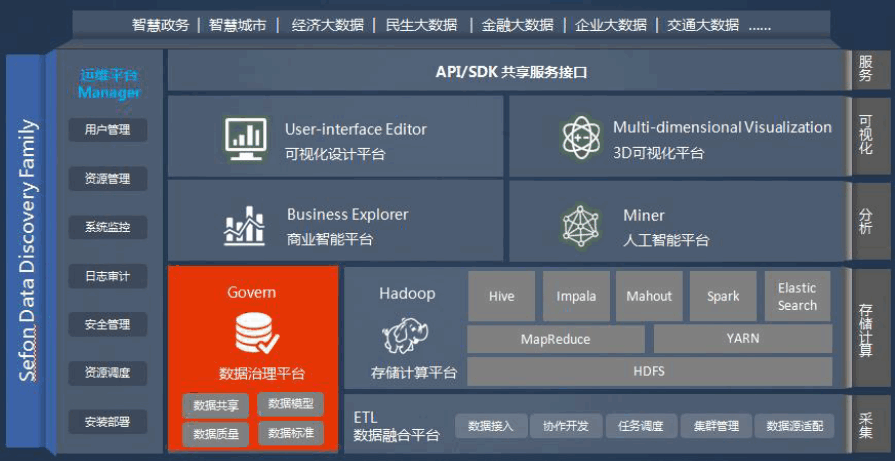 智慧政务 | 智慧城市 | 经济大数据 | 民生大数据 | 金融大数据 | 企业大数据 | 交通大数据 ......
Sefon Data Discovery Family
运维平台
Manager
用户管理
资源管理
系统监控
日志审计
安全管理
资源调度
安装部署
API/SDK 共享服务接口
服务
User-interface Editor
可视化设计平台
Multi-dimensional Visualization
3D可视化平台
可视化
Business Explorer
商业智能平台
Miner
人工智能平台
分析
Govern
数据治理平台
数据共享
数据模型
数据质量
数据标准
Hadoop
存储计算平台
Hive
Impala
Mahout
Spark
Elastic
Search
MapReduce
YARN
HDFS
存储计算
ETL
数据融合平台
数据接入
协作开发
任务调度
集群管理
数据源适配
采集